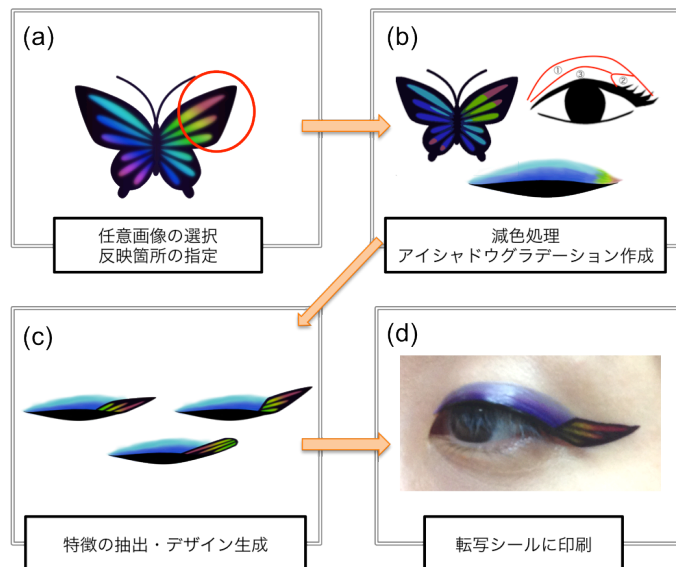 (a)
任意画像の選択
反映箇所の指定
(b)
①
②
③
減色処理
アイシャドウグラデーション作成
(c)
特徴の抽出・デザイン生成
(d)
転写シールに印刷